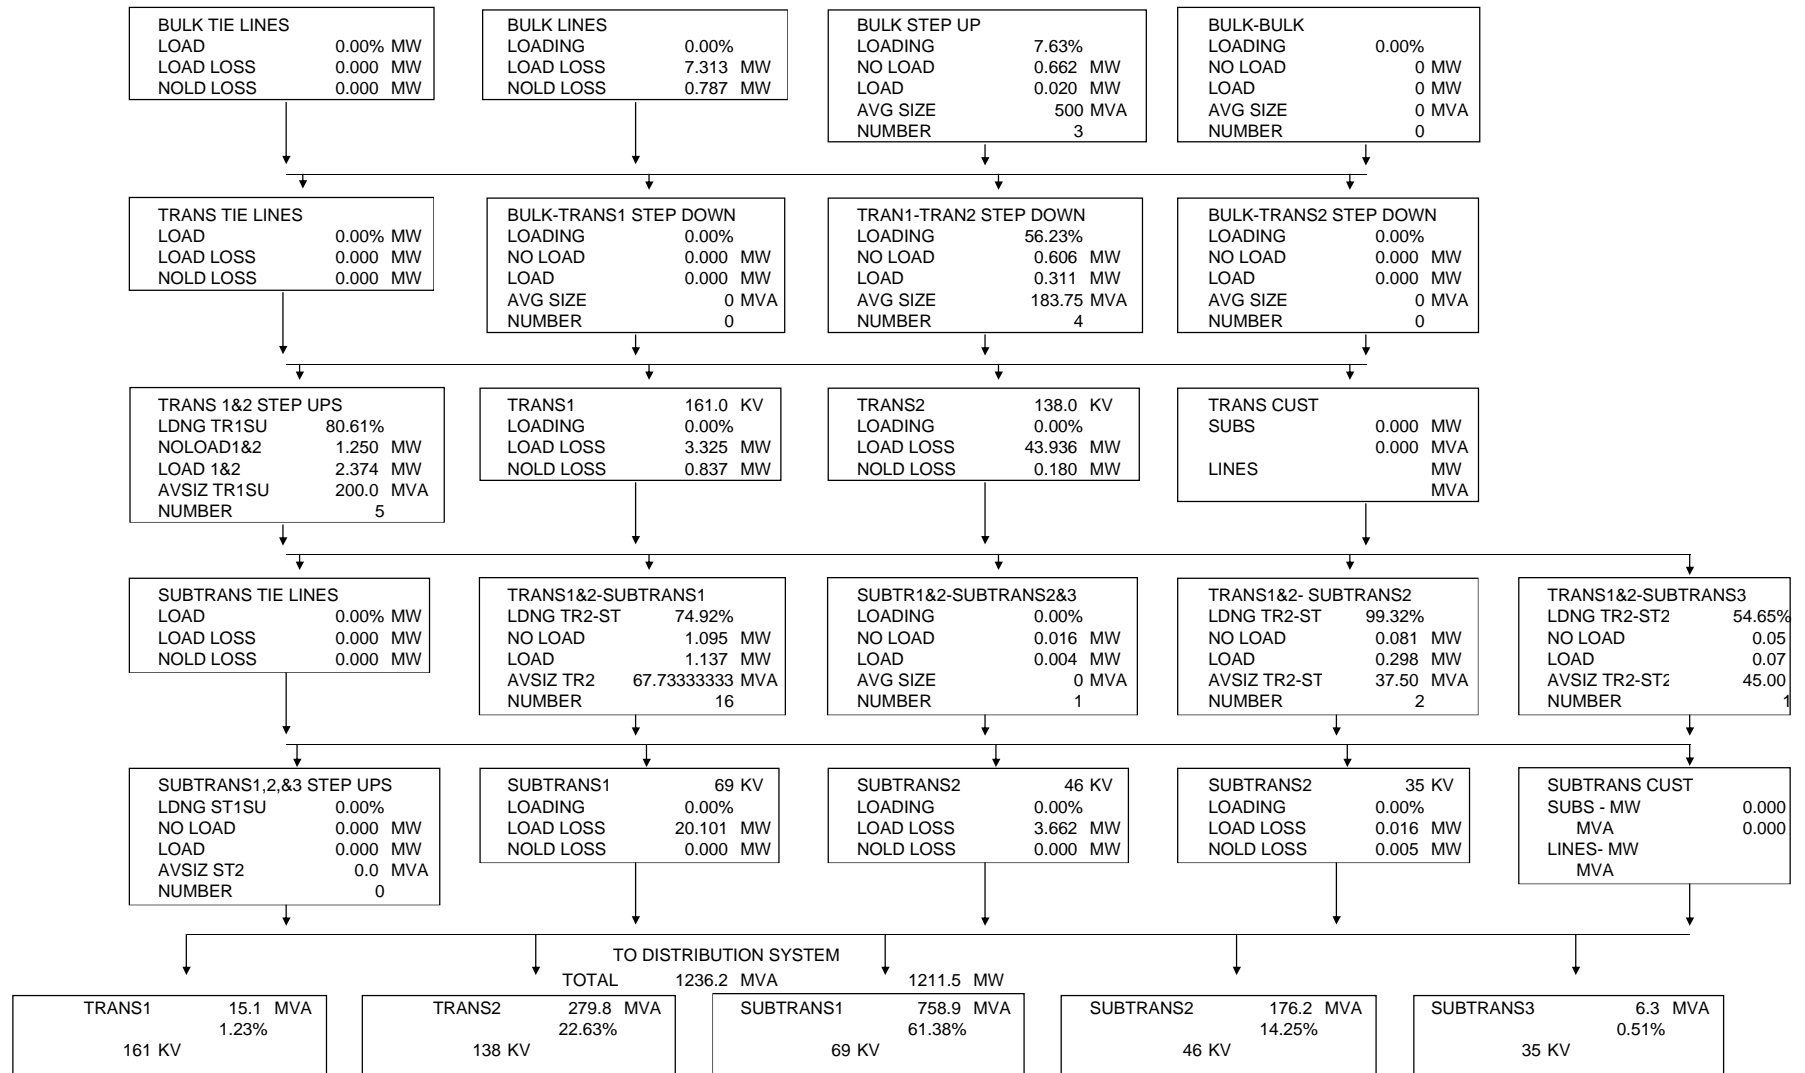 BULK TIE LINES
LOAD 0.00% MW
LOAD LOSS 0.000 MW
NOLD LOSS 0.000 MW
BULK LINES
LOADING 0.00%
LOAD LOSS 7.313 MW
NOLD LOSS 0.787 MW
BULK STEP UP
LOADING 7.63%
NO LOAD 0.662 MW
LOAD 0.020 MW
AVG SIZE 500 MVA
NUMBER 3
BULK-BULK
LOADING 0.00%
NO LOAD 0 MW
LOAD 0 MW
AVG SIZE 0 MVA
NUMBER 0
TRANS TIE LINES
LOAD 0.00% MW
LOAD LOSS 0.000 MW
NOLD LOSS 0.000 MW
BULK-TRANS1 STEP DOWN
LOADING 0.00%
NO LOAD 0.000 MW
LOAD 0.000 MW
AVG SIZE 0 MVA
NUMBER 0
TRAN1-TRAN2 STEP DOWN
LOADING 56.23%
NO LOAD 0.606 MW
LOAD 0.311 MW
AVG SIZE 183.75 MVA
NUMBER 4
BULK-TRANS2 STEP DOWN
LOADING 0.00%
NO LOAD 0.000 MW
LOAD 0.000 MW
AVG SIZE 0 MVA
NUMBER 0
TRANS 1&2 STEP UPS
LDNG TR1SU 80.61%
NOLOAD1&2 1.250 MW
LOAD 1&2 2.374 MW
AVSIZ TR1SU 200.0 MVA
NUMBER 5
TRANS1 161.0 KV
LOADING 0.00%
LOAD LOSS 3.325 MW
NOLD LOSS 0.837 MW
TRANS2 138.0 KV
LOADING 0.00%
LOAD LOSS 43.936 MW
NOLD LOSS 0.180 MW
TRANS CUST
SUBS 0.000 MW
0.000 MVA
LINES MW
MVA
SUBTRANS TIE LINES
LOAD 0.00% MW
LOAD LOSS 0.000 MW
NOLD LOSS 0.000 MW
TRANS1&2-SUBTRANS1
LDNG TR2-ST 74.92%
NO LOAD 1.095 MW
LOAD 1.137 MW
AVSIZ TR2 67.73333333 MVA
NUMBER 16
SUBTR1&2-SUBTRANS2&3
LOADING 0.00%
NO LOAD 0.016 MW
LOAD 0.004 MW
AVG SIZE 0 MVA
NUMBER 1
TRANS1&2- SUBTRANS2
LDNG TR2-ST 99.32%
NO LOAD 0.081 MW
LOAD 0.298 MW
AVSIZ TR2-ST 37.50 MVA
NUMBER 2
TRANS1&2-SUBTRANS3
LDNG TR2-ST2 54.65%
NO LOAD 0.05
LOAD 0.07
AVSIZ TR2-ST2 45.00
NUMBER 1
SUBTRANS1,2,&3 STEP UPS
LDNG ST1SU 0.00%
NO LOAD 0.000 MW
LOAD 0.000 MW
AVSIZ ST2 0.0 MVA
NUMBER 0
SUBTRANS1 69 KV
LOADING 0.00%
LOAD LOSS 20.101 MW
NOLD LOSS 0.000 MW
SUBTRANS2 46 KV
LOADING 0.00%
LOAD LOSS 3.662 MW
NOLD LOSS 0.000 MW
SUBTRANS2 35 KV
LOADING 0.00%
LOAD LOSS 0.016 MW
NOLD LOSS 0.005 MW
SUBTRANS CUST
SUBS - MW 0.000
MVA 0.000
LINES- MW
MVA
TO DISTRIBUTION SYSTEM
TOTAL 1236.2 MVA 1211.5 MW
TRANS1 15.1 MVA
1.23%
161 KV
TRANS2 279.8 MVA
22.63%
138 KV
SUBTRANS1 758.9 MVA
61.38%
69 KV
SUBTRANS2 176.2 MVA
14.25%
46 KV
SUBTRANS3 6.3 MVA
0.51%
35 KV